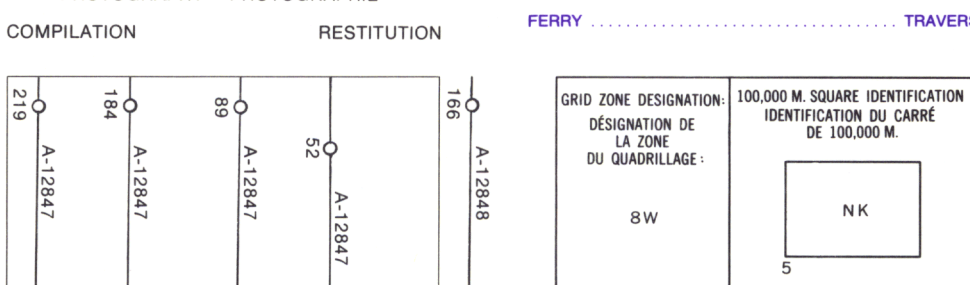 COMPILATION RESTITUTION
FERRY ........................................ TRAVERS
219
184
89
52
166
A-12847
A-12847
A-12847
A-12847
A-12848
GRID ZONE DESIGNATION:
DÉSIGNATION DE
LA ZONE
DU QUADRILLAGE :
8W
100,000 M. SQUARE IDENTIFICATION
IDENTIFICATION DU CARRÉ
DE 100,000 M.
NK
5